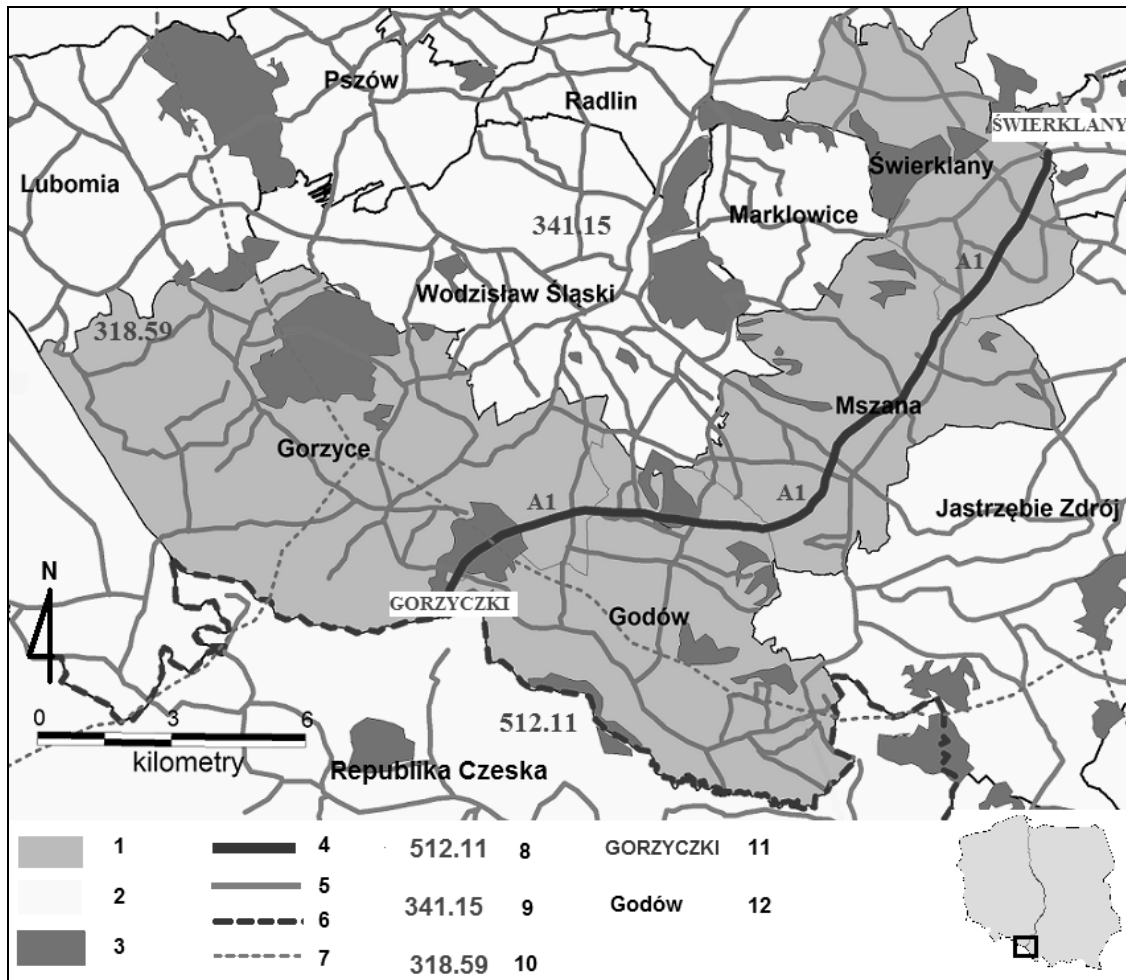 Pszów
Radlin
ŚWIERKLANY
Świerklany
Lubomia
Marklowice
341.15
A1
Wodzisław Śląski
318.59
Mszana
Gorzyce
A1
A1
Jastrzębie Zdrój
N
GORZYCZKI
Godów
0 3 6
kilometry
512.11
Republika Czeska
1 4 512.11 8 GORZYCZKI 11
2 5
341.15 9 Godów 12
6
3 7 318.59 10